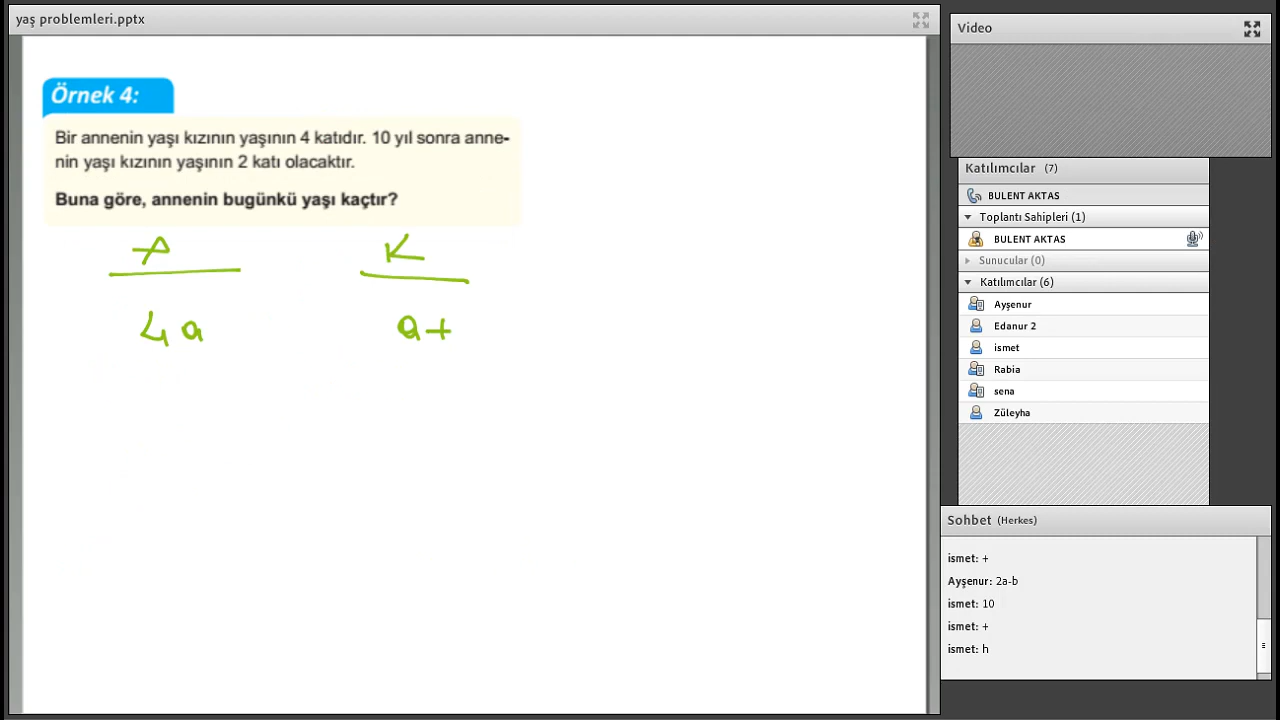 yaş problemleri.pptx
Örnek 4:
Bir annenin yaşı kızının yaşının 4 katıdır. 10 yıl sonra anne-
nin yaşı kızının yaşının 2 katı olacaktır.
Buna göre, annenin bugünkü yaşı kaçtır?
A K
4a a+
Video
Katılımcılar (7)
BULENT AKTAS
Toplantı Sahipleri (1)
BULENT AKTAS
Sunucular (0)
Katılımcılar (6)
Ayşenur
Edanur 2
ismet
Rabia
sena
Züleyha
Sohbet (Herkes)
ismet: +
Ayşenur: 2a-b
ismet: 10
ismet: +
ismet: h